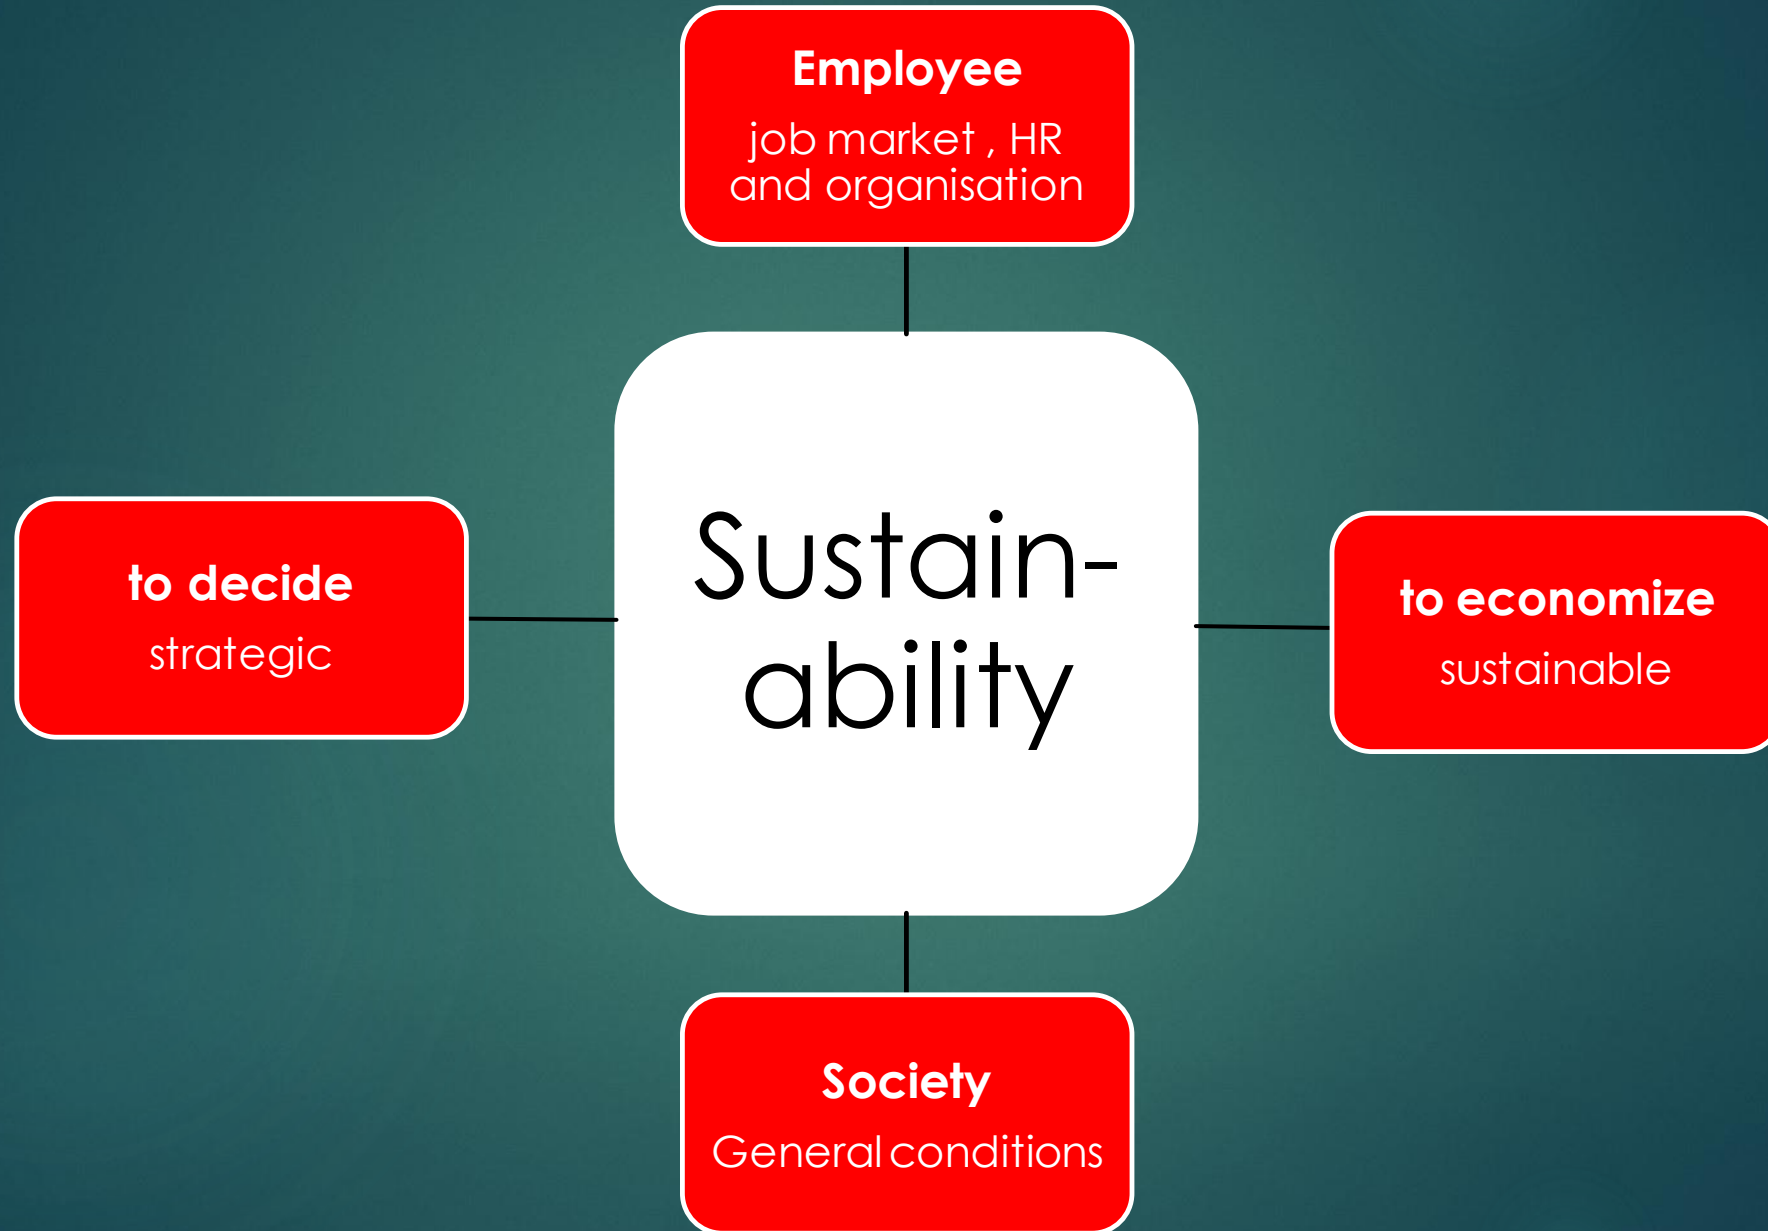 Employee
job market , HR
and organisation
to decide
strategic
Sustain-
ability
to economize
sustainable
Society
General conditions